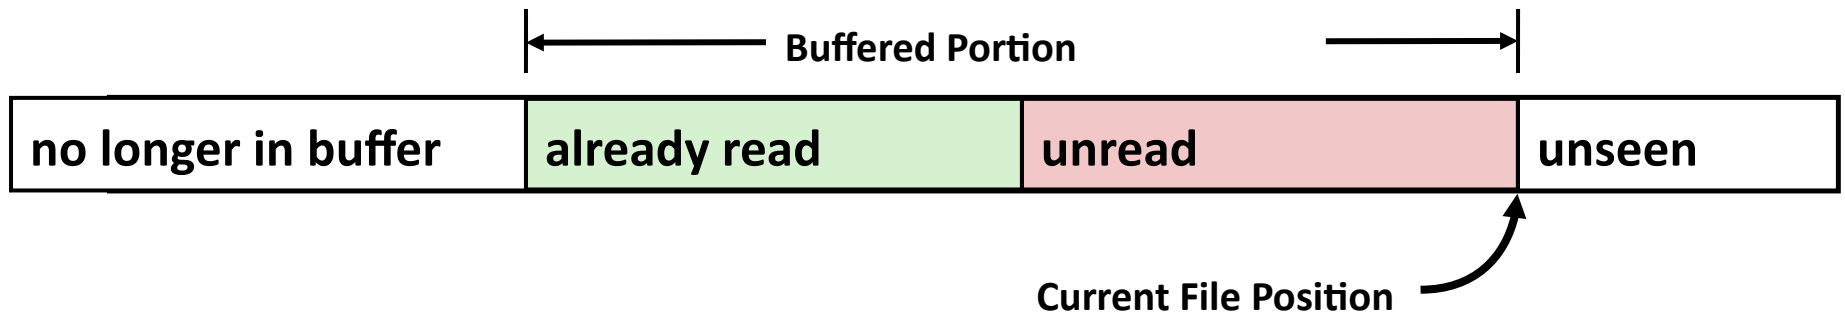 Buffered Portion
no longer in buffer already read unread unseen
Current File Position